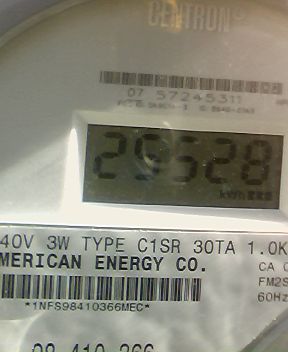 CENTRON®
07 57245311
29528
kWh
40V 3W TYPE C1SR 30TA 1.0K
MERICAN ENERGY CO.
CA 0
FM2S
60Hz
*1NFS98410366MEC*
98 410 366